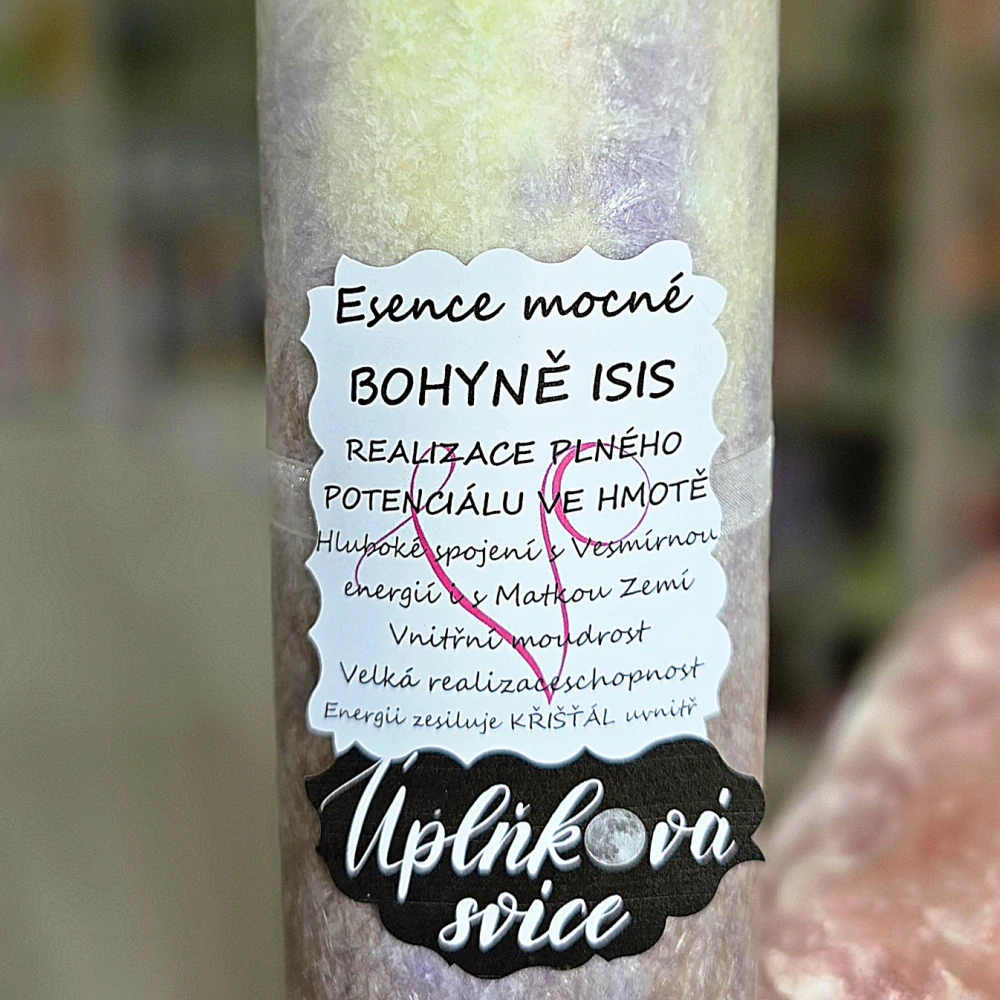 Esence mocné
BOHYNĚ ISIS
REALIZACE PLNÉHO
POTENCIÁLU VE HMOTĚ
Hluboké spojení s Vesmírnou
energií i s Matkou Zemí
Vnitřní moudrost
Velká realizaceschopnost
Energii zesiluje KŘIŠŤÁL uvnitř
Úplňková
svíce